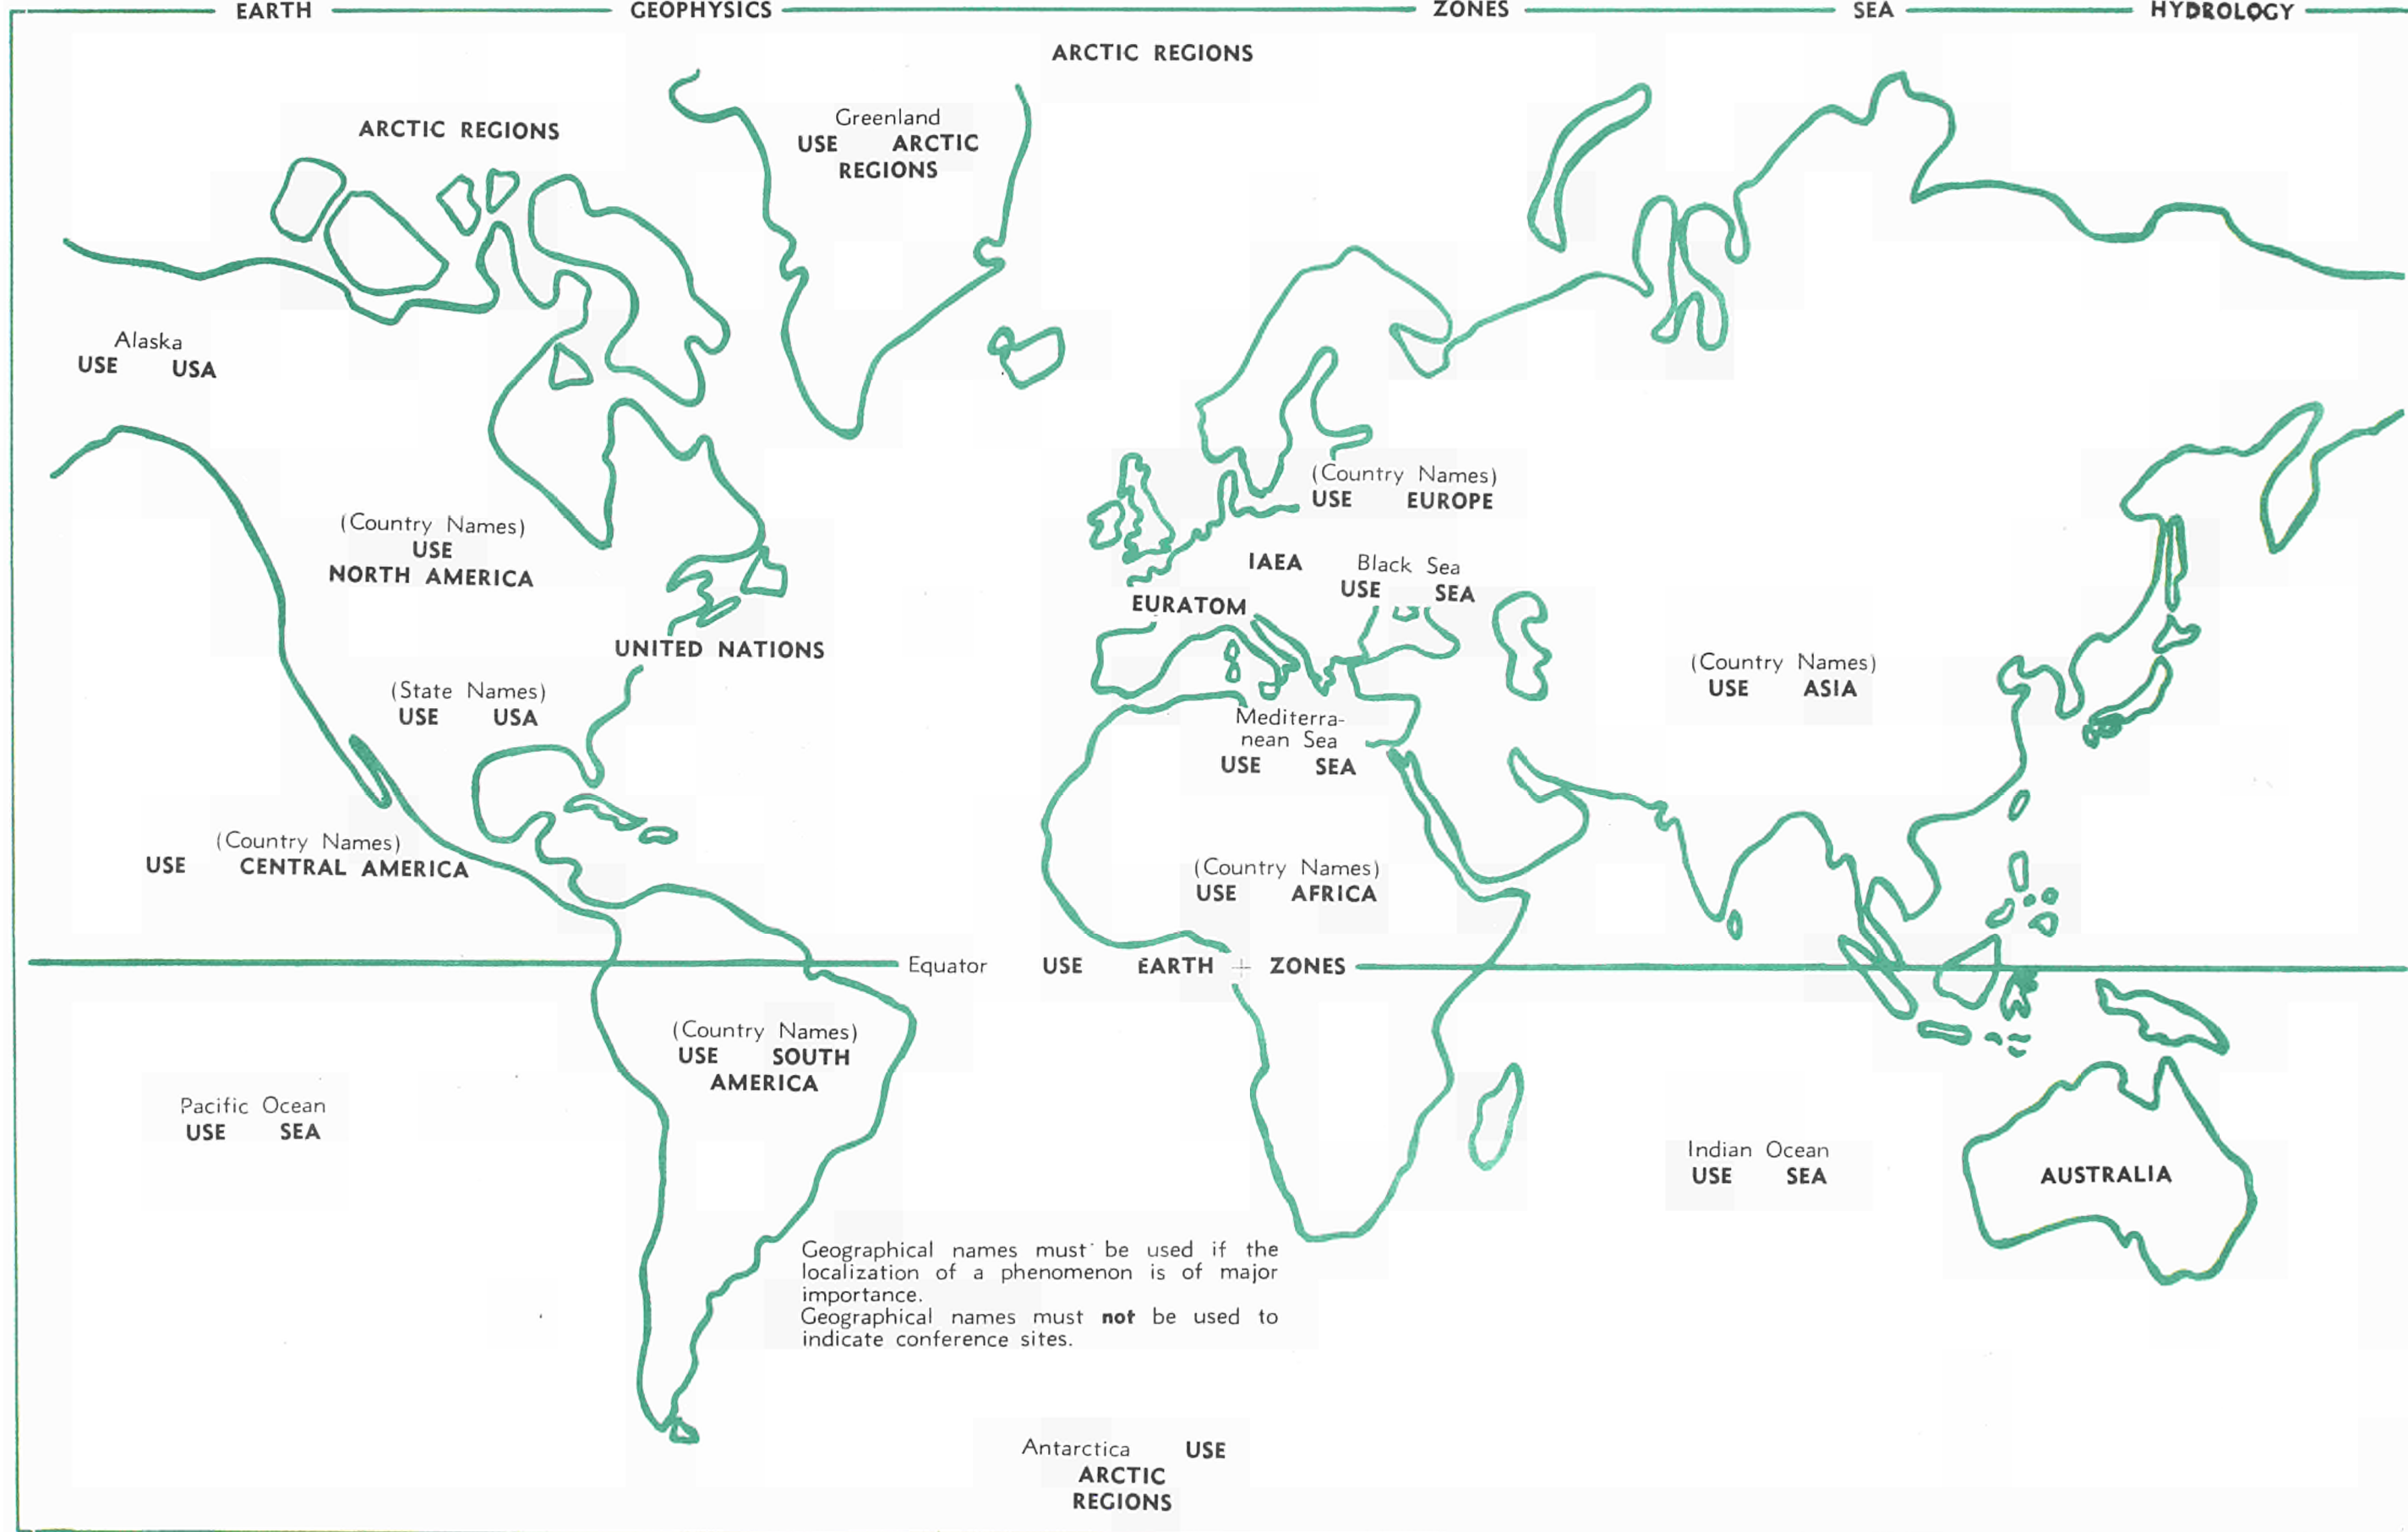 EARTH GEOPHYSICS ZONES SEA HYDROLOGY
ARCTIC REGIONS
ARCTIC REGIONS
Greenland
USE ARCTIC
REGIONS
Alaska
USE USA
(Country Names)
USE
NORTH AMERICA
(Country Names)
USE EUROPE
IAEA
Black Sea
USE SEA
EURATOM
UNITED NATIONS
(State Names)
USE USA
(Country Names)
USE ASIA
Mediterra-
nean Sea
USE SEA
(Country Names)
USE CENTRAL AMERICA
(Country Names)
USE AFRICA
Equator USE EARTH + ZONES
(Country Names)
USE SOUTH
AMERICA
Pacific Ocean
USE SEA
Indian Ocean
USE SEA
AUSTRALIA
Geographical names must be used if the
localization of a phenomenon is of major
importance.
Geographical names must not be used to
indicate conference sites.
Antarctica USE
ARCTIC
REGIONS